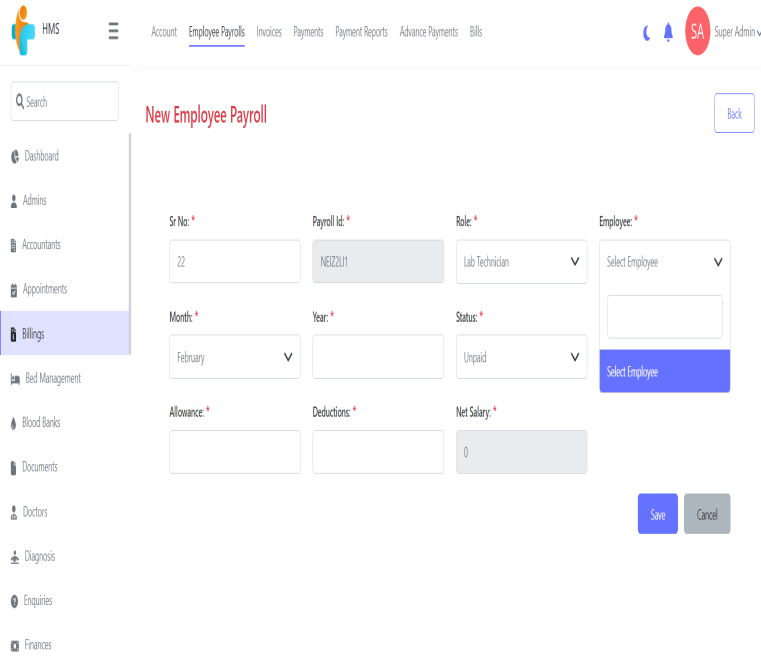 HMS
Account Employee Payrolls Invoices Payments Payment Reports Advance Payments Bills
SA Super Admin
Search
Dashboard
Admins
Accountants
Appointments
Billings
Bed Management
Blood Banks
Documents
Doctors
Diagnosis
Enquiries
Finances
New Employee Payroll
Back
Sr No: * Payroll Id: * Role: * Employee: *
22 NEIZ2LI1 Lab Technician Select Employee
Month: * Year: * Status: *
February Unpaid Select Employee
Allowance: * Deductions: * Net Salary: *
0
Save Cancel